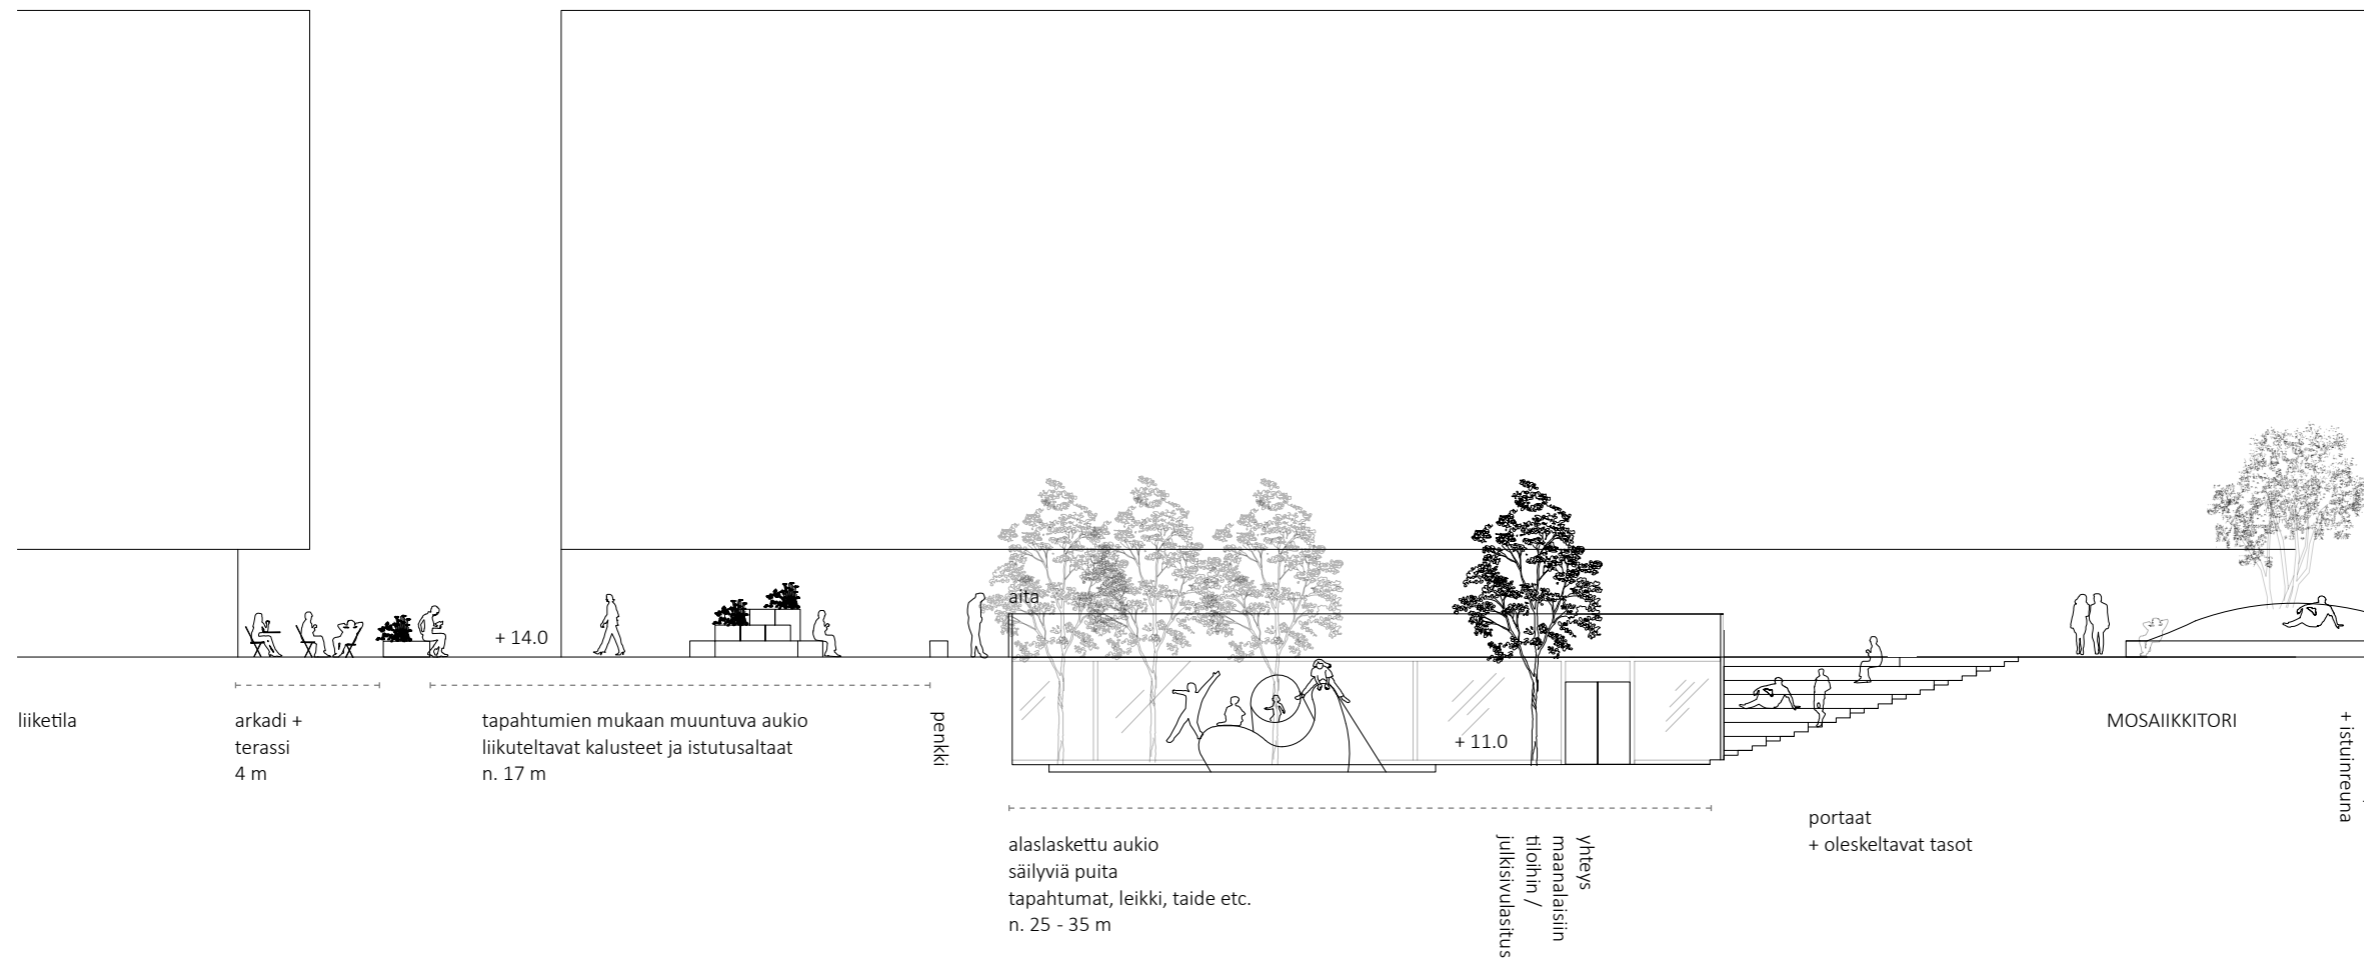 aita
+ 14.0
+ 11.0
liiketila
arkadi +
terassi
4 m
tapahtumien mukaan muuntuva aukio
liikuteltavat kalusteet ja istutusaltaat
n. 17 m
penkki
alaslaskettu aukio
säilyviä puita
tapahtumat, leikki, taide etc.
n. 25 - 35 m
yhteys
maanalaisiin
tiloihin /
julkisivulasitus
portaat
+ oleskeltavat tasot
MOSAIIKKITORI
+ istuinreuna